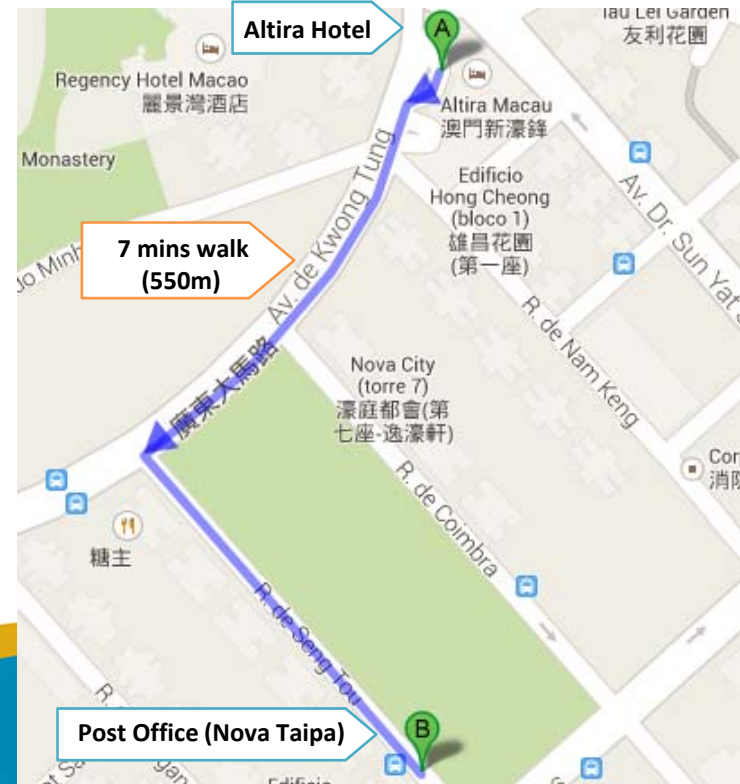 Altira Hotel
A
Tau Lei Garden
友利花園
Regency Hotel Macao
麗景灣酒店
Altira Macau
澳門新濠鋒
Monastery
Edificio
Hong Cheong
(bloco 1)
雄昌花園
(第一座)
Av. de Kwong Tung
廣東大馬路
Av. Dr. Sun Yat
7 mins walk
(550m)
do Minh
R. de Nam Keng
Nova City
(torre 7)
濠庭都會(第
七座-逸濠軒)
R. de Coimbra
Cor
消防
糖主
R. de Seng Tou
R.
Post Office (Nova Taipa)
B
Edificio